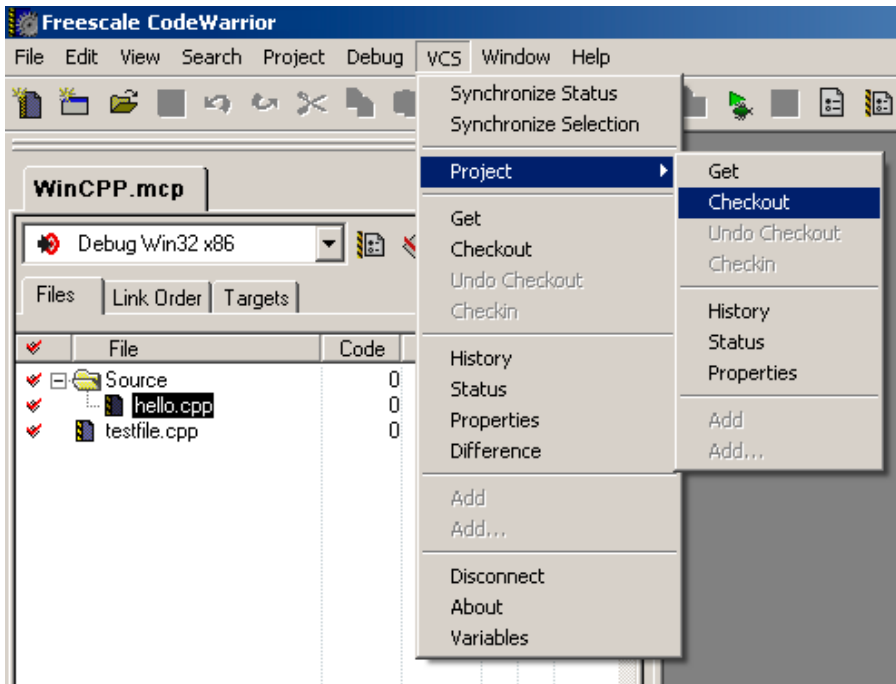 Freescale CodeWarrior
File Edit View Search Project Debug VCS Window Help
WinCPP.mcp
Debug Win32 x86
Files Link Order Targets
File Code
Source 0
hello.cpp 0
testfile.cpp 0
Synchronize Status
Synchronize Selection
Project
Get
Checkout
Undo Checkout
Checkin
History
Status
Properties
Difference
Add
Add...
Disconnect
About
Variables
Get
Checkout
Undo Checkout
Checkin
History
Status
Properties
Add
Add...